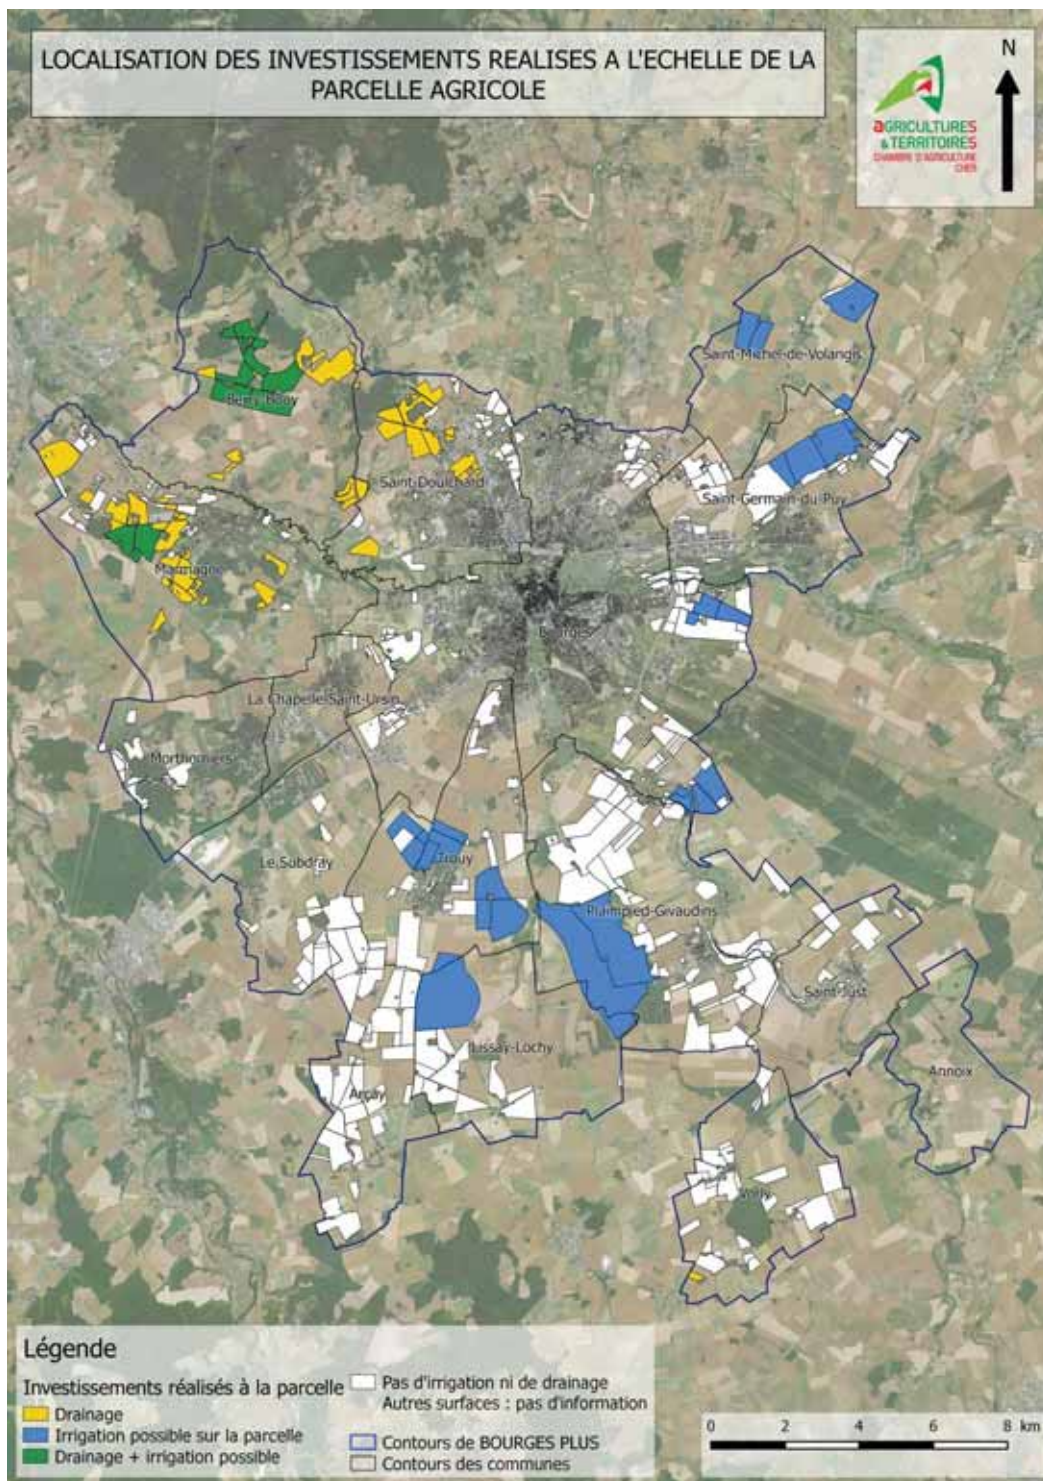 LOCALISATION DES INVESTISSEMENTS REALISES A L'ECHELLE DE LA
PARCELLE AGRICOLE
N
aGRICULTURES
& TERRITOIRES
CHAMBRE D'AGRICULTURE
CHER
Saint-Michel-de-Volangis
Berry-Bouy
Saint-Doulchard
Saint-Germain-du-Puy
Marmagne
Bourges
La Chapelle-Saint-Ursin
Morthomiers
Le Subdray
Trouy
Plaimpied-Givaudins
Saint-Just
Lissay-Lochy
Annoix
Arçay
Vorly
Légende
Investissements réalisés à la parcelle
Drainage
Irrigation possible sur la parcelle
Drainage + irrigation possible
Pas d'irrigation ni de drainage
Autres surfaces : pas d'information
Contours de BOURGES PLUS
Contours des communes
0 2 4 6 8 km